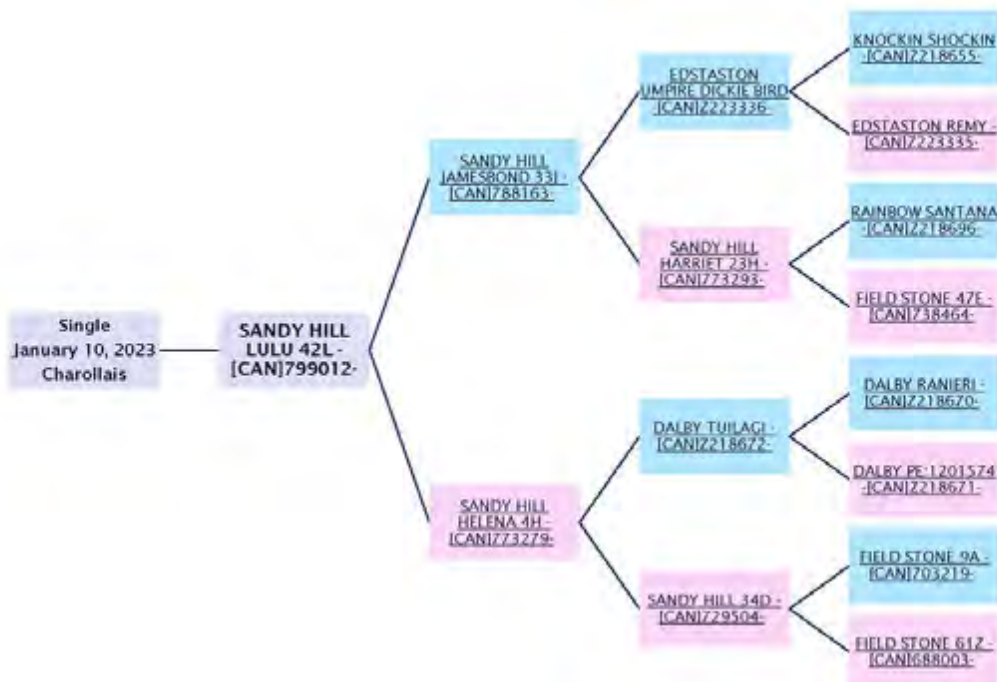 Single
January 10, 2023
Charollais
SANDY HILL
LULU 42L -
[CAN]799012-
SANDY HILL
JAMESBOND 33J -
[CAN]788163-
SANDY HILL
HELENA 4H -
[CAN]773279-
EDSTASTON
UMPIRE DICKIE BIRD
-[CAN]Z223336-
SANDY HILL
HARRIET 23H -
[CAN]773293-
DALBY TUILAGI -
[CAN]Z218672-
SANDY HILL 34D -
[CAN]729504-
KNOCKIN SHOCKIN
-[CAN]Z218655-
EDSTASTON REMY -
[CAN]Z223335-
RAINBOW SANTANA
-[CAN]Z218696-
FIELD STONE 47E -
[CAN]738464-
DALBY RANIERI -
[CAN]Z218670-
DALBY PE:1201574
-[CAN]Z218671-
FIELD STONE 9A -
[CAN]703219-
FIELD STONE 61Z -
[CAN]688003-